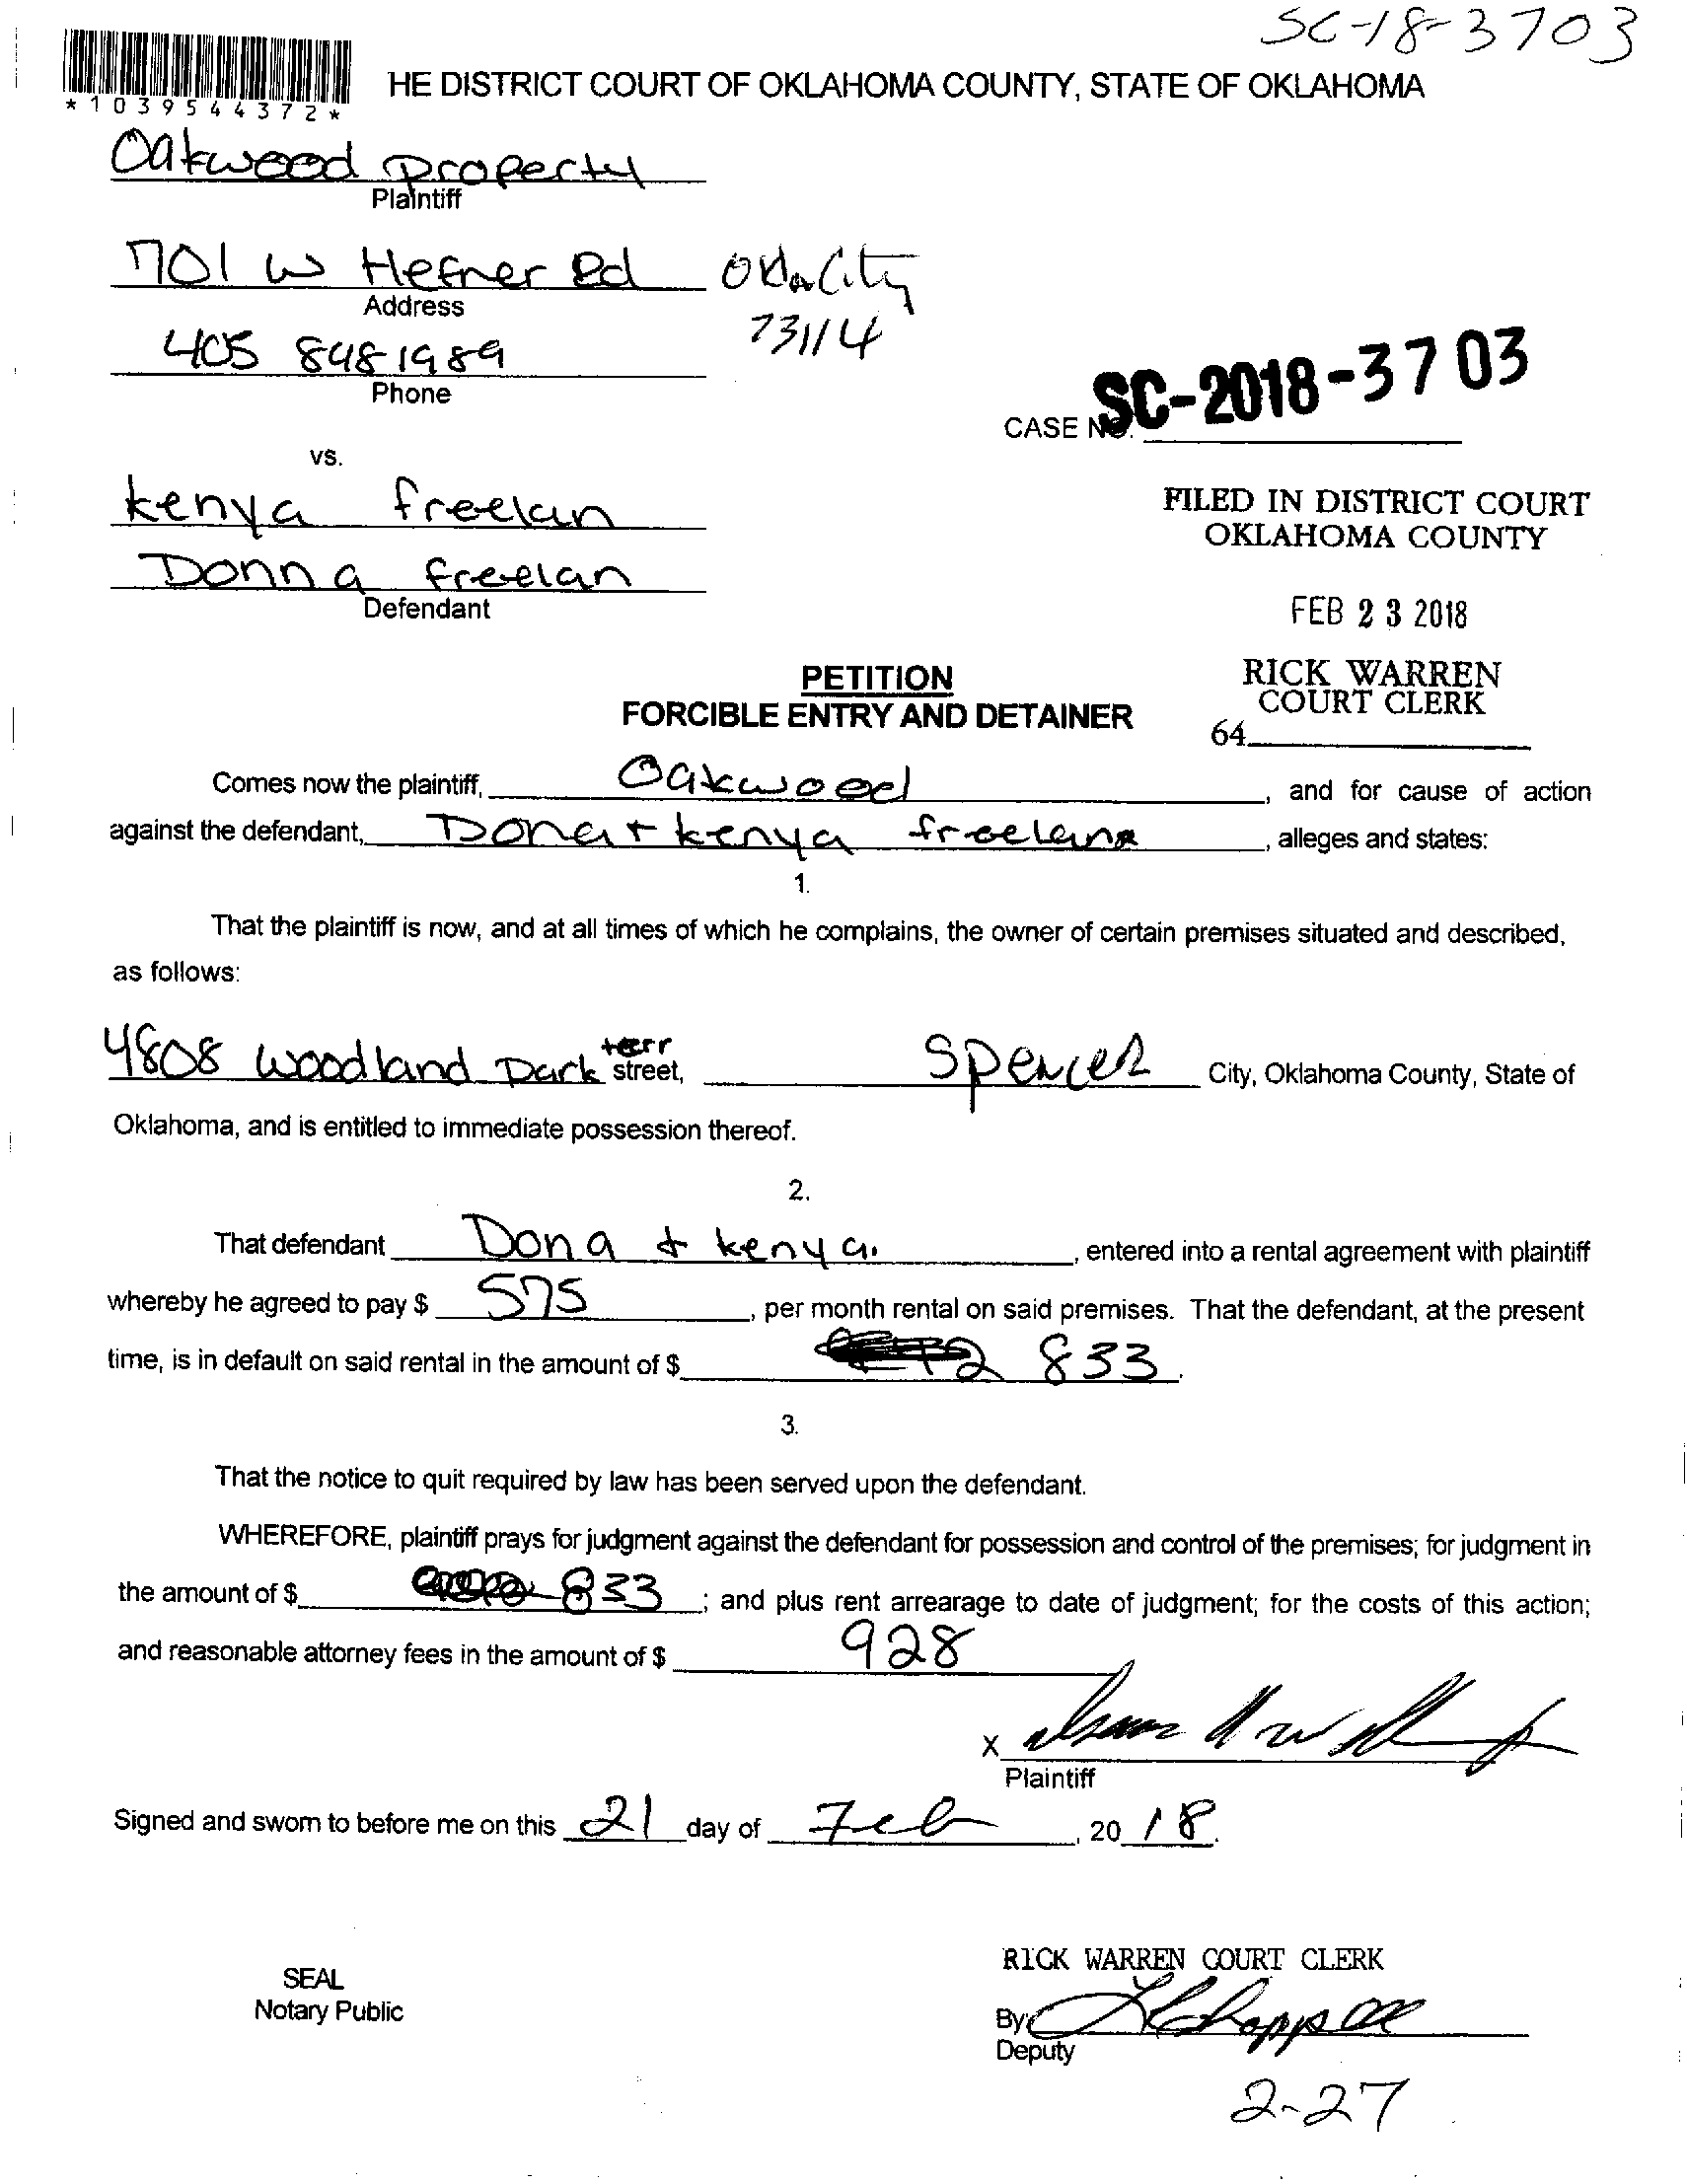 SC-18-3703
*1039544372*
HE DISTRICT COURT OF OKLAHOMA COUNTY, STATE OF OKLAHOMA
Oakwood property
Plaintiff
701 W Hefner Rd Okla City
Address
73114
405 848 1989
Phone
CASE NO. SC-2018-3703
vs.
kenya freelan
Donna freelan
Defendant
FILED IN DISTRICT COURT
OKLAHOMA COUNTY
FEB 23 2018
RICK WARREN
COURT CLERK
64
PETITION
FORCIBLE ENTRY AND DETAINER
Comes now the plaintiff, Oakwood, and for cause of action
against the defendant, Dona + kenya freelana, alleges and states:
1.
That the plaintiff is now, and at all times of which he complains, the owner of certain premises situated and described,
as follows:
4808 woodland Park terr street, Spencer City, Oklahoma County, State of
Oklahoma, and is entitled to immediate possession thereof.
2.
That defendant Dona + kenya, entered into a rental agreement with plaintiff
whereby he agreed to pay $ 575, per month rental on said premises. That the defendant, at the present
time, is in default on said rental in the amount of $ 833.
3.
That the notice to quit required by law has been served upon the defendant.
WHEREFORE, plaintiff prays for judgment against the defendant for possession and control of the premises; for judgment in
the amount of $ 833; and plus rent arrearage to date of judgment; for the costs of this action;
and reasonable attorney fees in the amount of $ 928
X
Plaintiff
Signed and sworn to before me on this 21 day of Feb, 2018.
SEAL
Notary Public
RICK WARREN COURT CLERK
By
Deputy
2-27